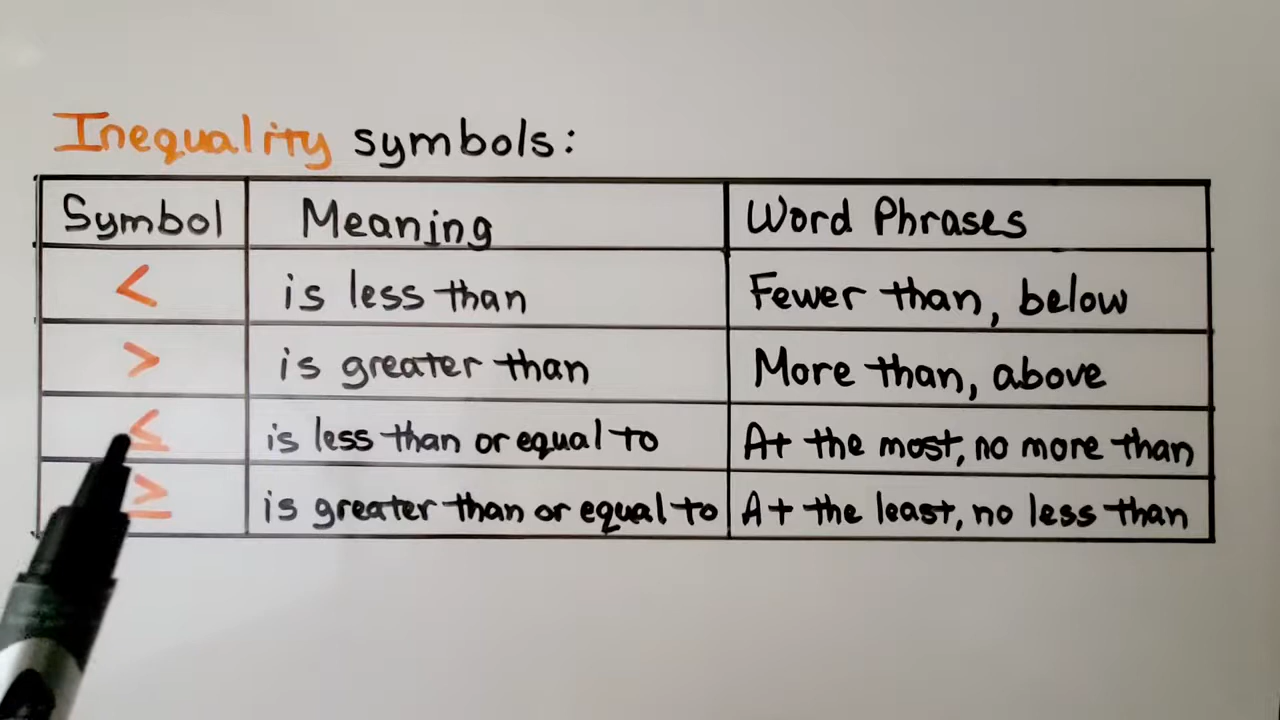 Inequality symbols:
Symbol Meaning Word Phrases
< is less than Fewer than, below
> is greater than More than, above
≤ is less than or equal to At the most, no more than
≥ is greater than or equal to At the least, no less than